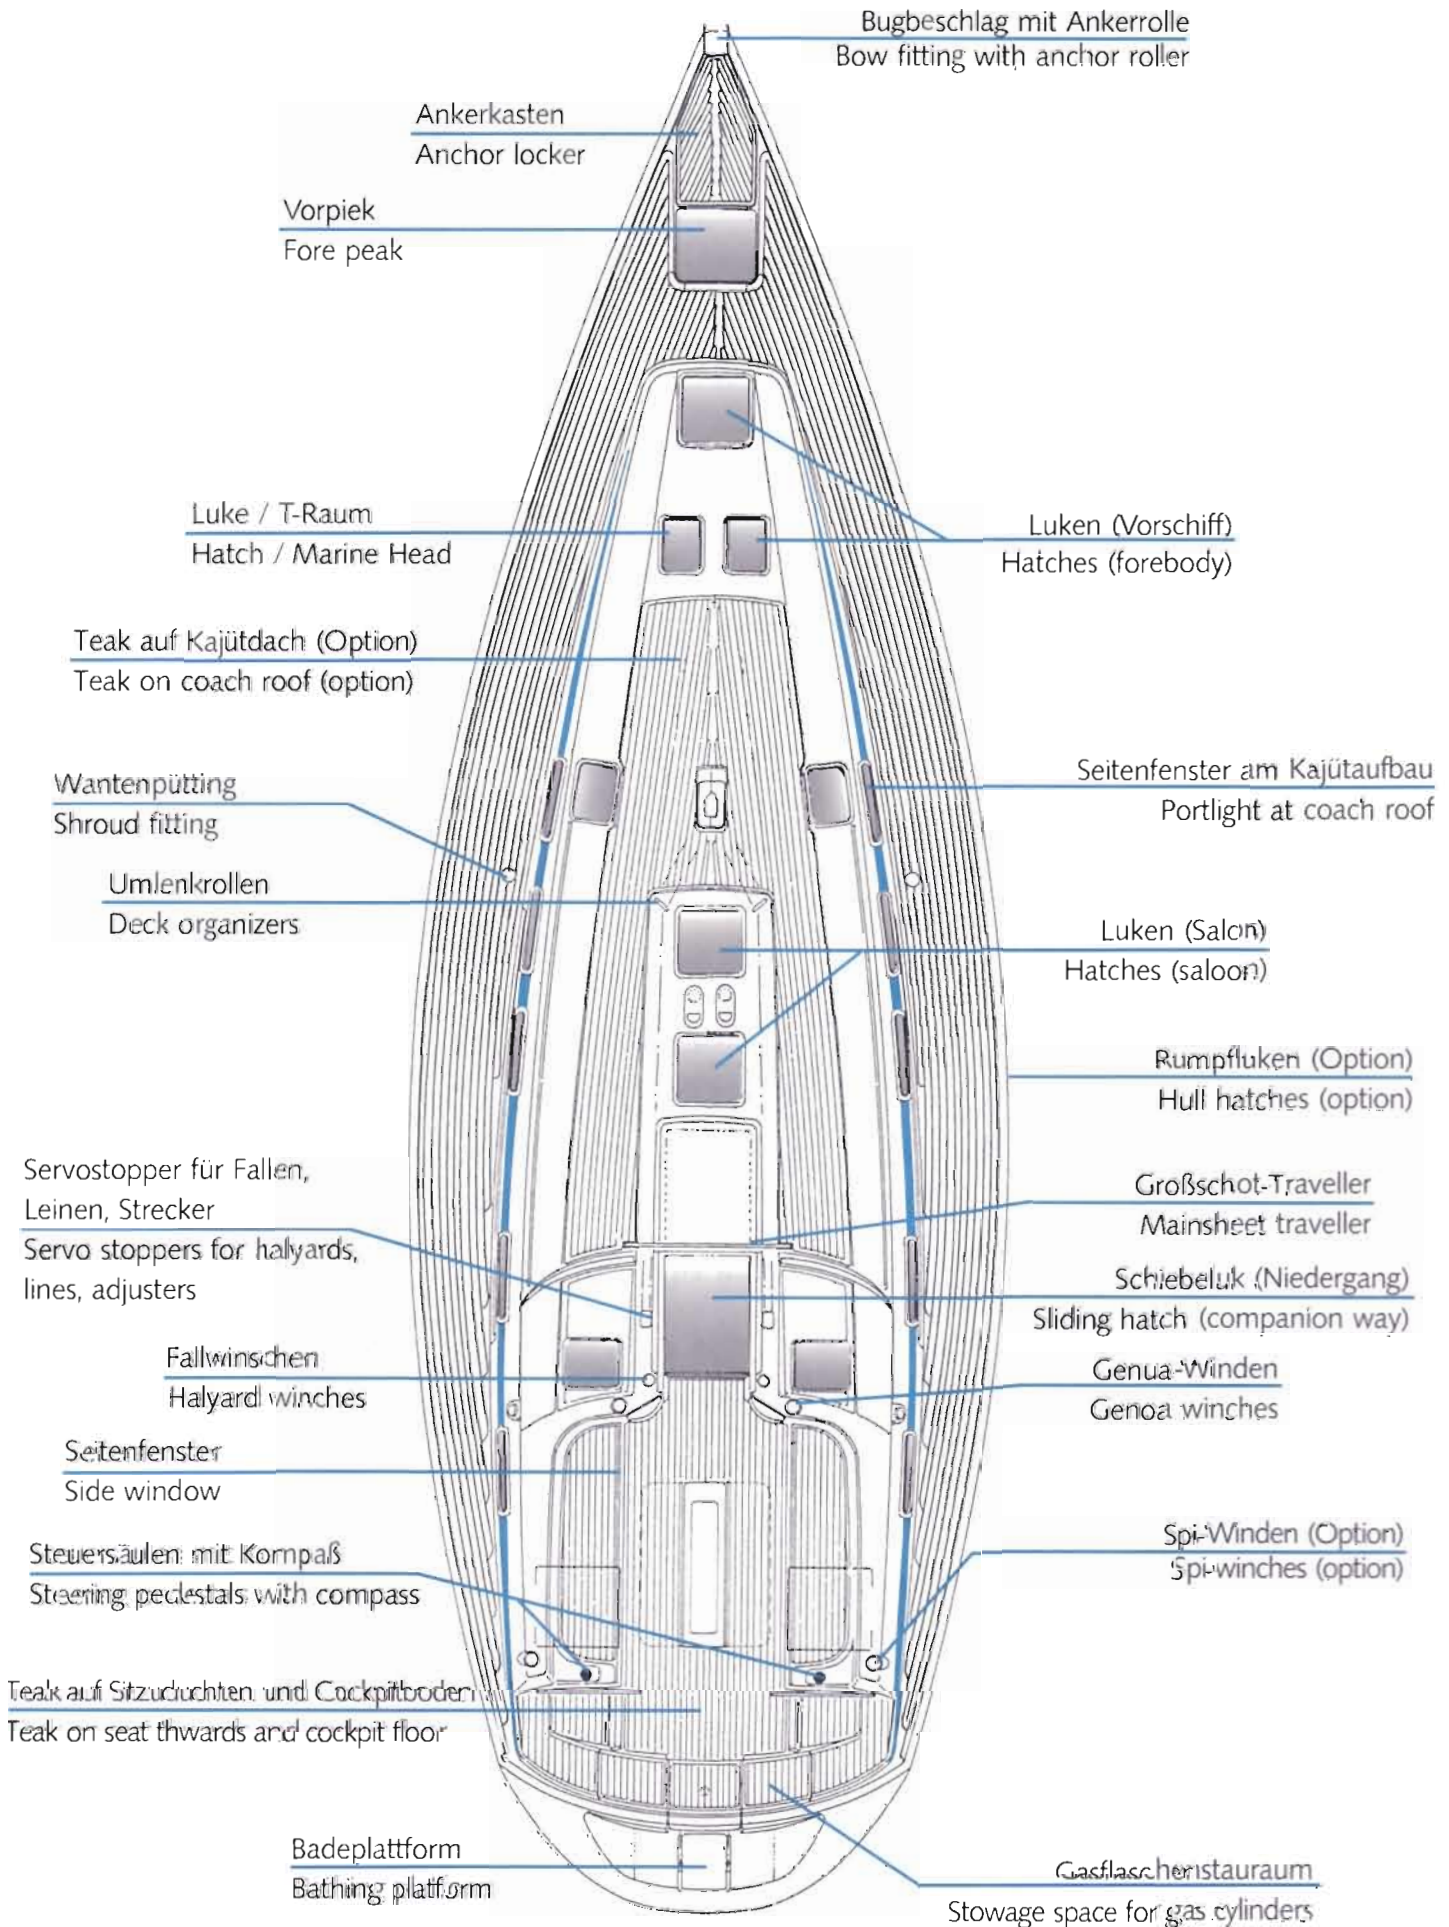 Bugbeschlag mit Ankerrolle
Bow fitting with anchor roller
Ankerkasten
Anchor locker
Vorpiek
Fore peak
Luke / T-Raum
Hatch / Marine Head
Luken (Vorschiff)
Hatches (forebody)
Teak auf Kajütdach (Option)
Teak on coach roof (option)
Wantenpütting
Shroud fitting
Seitenfenster am Kajütaufbau
Portlight at coach roof
Umlenkrollen
Deck organizers
Luken (Salon)
Hatches (saloon)
Rumpfluken (Option)
Hull hatches (option)
Servostopper für Fallen,
Leinen, Strecker
Servo stoppers for halyards,
lines, adjusters
Großschot-Traveller
Mainsheet traveller
Schiebeluk (Niedergang)
Sliding hatch (companion way)
Fallwinschen
Halyard winches
Genua-Winden
Genoa winches
Seitenfenster
Side window
Steuersäulen mit Kompaß
Steering pedestals with compass
Spi-Winden (Option)
Spi-winches (option)
Teak auf Sitzduchten und Cockpitboden
Teak on seat thwards and cockpit floor
Badeplattform
Bathing platform
Gasflaschenstauraum
Stowage space for gas cylinders